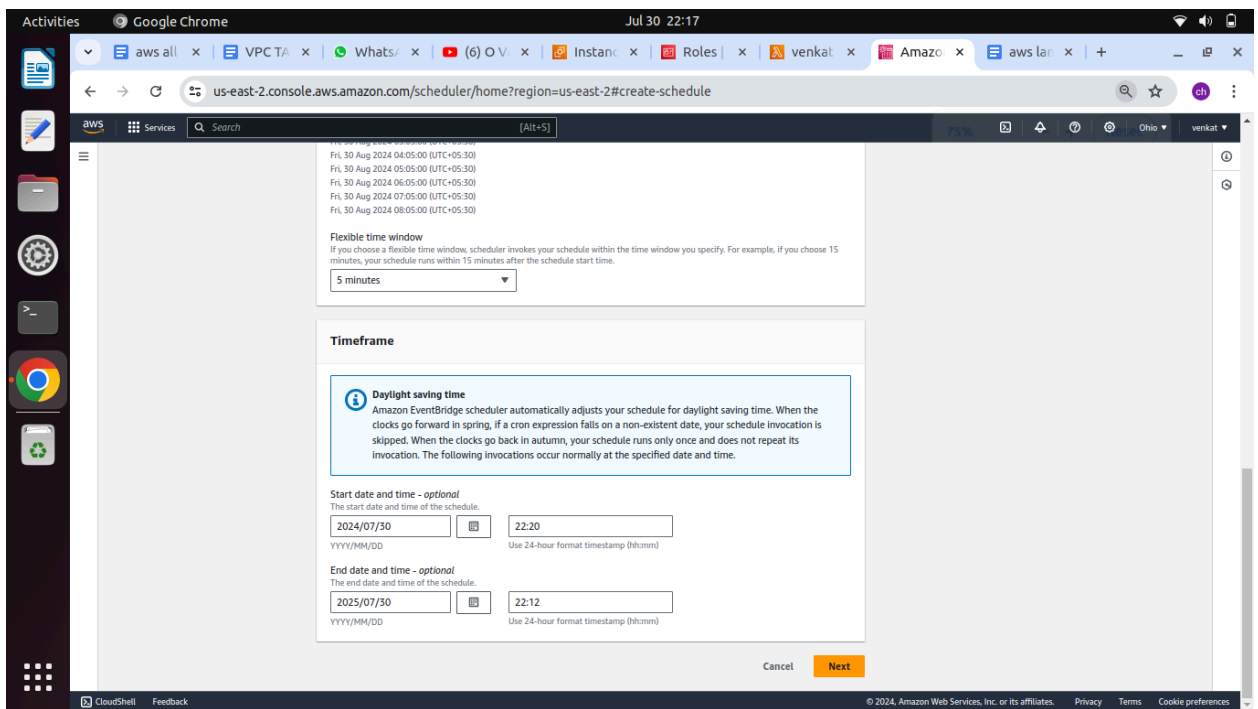 Activities
Google Chrome
Jul 30 22:17
aws all
VPC TA
WhatsA
(6) O V
Instanc
Roles |
venkat
Amazo
aws lan
us-east-2.console.aws.amazon.com/scheduler/home?region=us-east-2#create-schedule
ch
aws
Services
Search
[Alt+S]
75%
Ohio
venkat
Fri, 30 Aug 2024 03:05:00 (UTC+05:30)
Fri, 30 Aug 2024 04:05:00 (UTC+05:30)
Fri, 30 Aug 2024 05:05:00 (UTC+05:30)
Fri, 30 Aug 2024 06:05:00 (UTC+05:30)
Fri, 30 Aug 2024 07:05:00 (UTC+05:30)
Fri, 30 Aug 2024 08:05:00 (UTC+05:30)
Flexible time window
If you choose a flexible time window, scheduler invokes your schedule within the time window you specify. For example, if you choose 15
minutes, your schedule runs within 15 minutes after the schedule start time.
5 minutes
Timeframe
Daylight saving time
Amazon EventBridge scheduler automatically adjusts your schedule for daylight saving time. When the
clocks go forward in spring, if a cron expression falls on a non-existent date, your schedule invocation is
skipped. When the clocks go back in autumn, your schedule runs only once and does not repeat its
invocation. The following invocations occur normally at the specified date and time.
Start date and time - optional
The start date and time of the schedule.
2024/07/30
22:20
YYYY/MM/DD
Use 24-hour format timestamp (hh:mm)
End date and time - optional
The end date and time of the schedule.
2025/07/30
22:12
YYYY/MM/DD
Use 24-hour format timestamp (hh:mm)
Cancel
Next
CloudShell
Feedback
© 2024, Amazon Web Services, Inc. or its affiliates.
Privacy
Terms
Cookie preferences